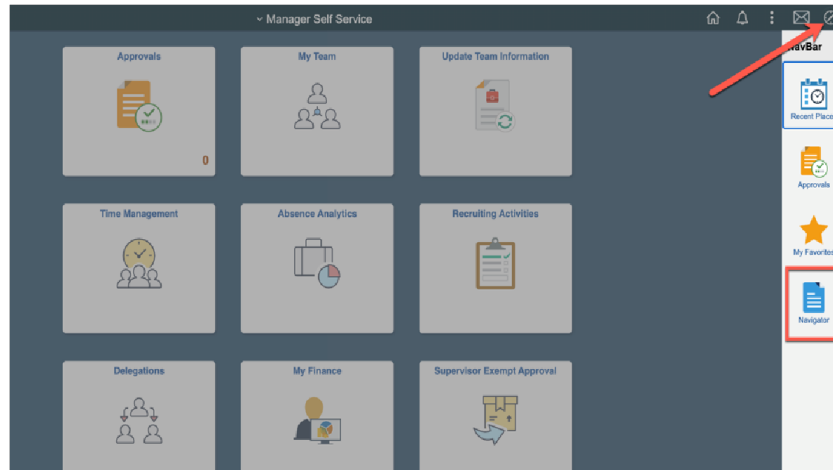 Manager Self Service
NavBar
Approvals
0
My Team
Update Team Information
Time Management
Absence Analytics
Recruiting Activities
Delegations
My Finance
Supervisor Exempt Approval
Recent Place
Approvals
My Favorites
Navigator